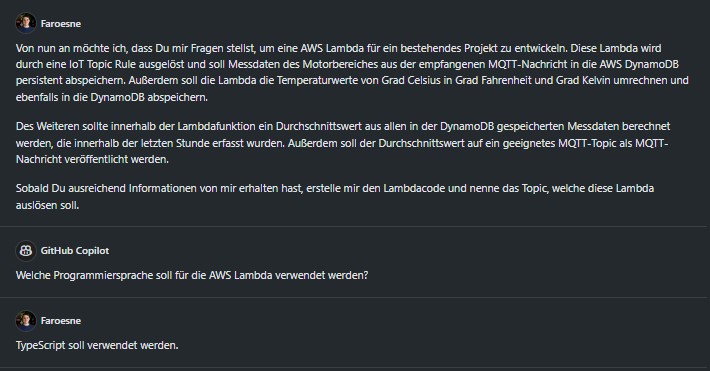 Faroesne
Von nun an möchte ich, dass Du mir Fragen stellst, um eine AWS Lambda für ein bestehendes Projekt zu entwickeln. Diese Lambda wird
durch eine IoT Topic Rule ausgelöst und soll Messdaten des Motorbereiches aus der empfangenen MQTT-Nachricht in die AWS DynamoDB
persistent abspeichern. Außerdem soll die Lambda die Temperaturwerte von Grad Celsius in Grad Fahrenheit und Grad Kelvin umrechnen und
ebenfalls in die DynamoDB abspeichern.
Des Weiteren sollte innerhalb der Lambdafunktion ein Durchschnittswert aus allen in der DynamoDB gespeicherten Messdaten berechnet
werden, die innerhalb der letzten Stunde erfasst wurden. Außerdem soll der Durchschnittswert auf ein geeignetes MQTT-Topic als MQTT-
Nachricht veröffentlicht werden.
Sobald Du ausreichend Informationen von mir erhalten hast, erstelle mir den Lambdacode und nenne das Topic, welche diese Lambda
auslösen soll.
GitHub Copilot
Welche Programmiersprache soll für die AWS Lambda verwendet werden?
Faroesne
TypeScript soll verwendet werden.